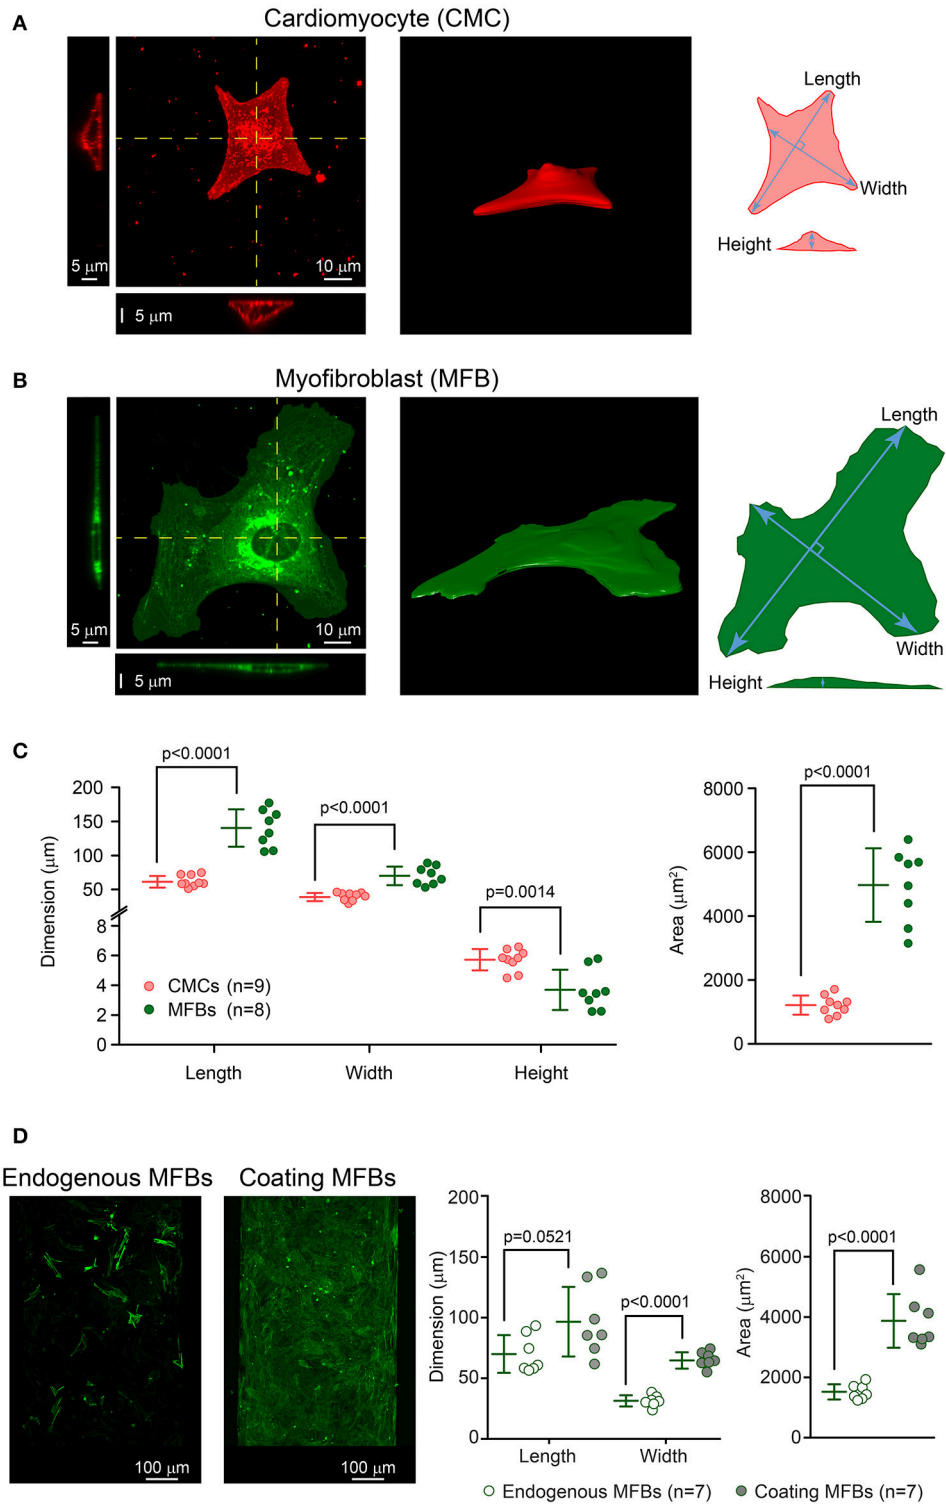 A
Cardiomyocyte (CMC)
Length
Width
Height
5 μm
10 μm
5 μm
B
Myofibroblast (MFB)
Length
Width
Height
5 μm
10 μm
5 μm
C
p<0.0001
p<0.0001
p=0.0014
Dimension (μm)
200
150
100
50
8
6
4
2
0
CMCs (n=9)
MFBs (n=8)
Length
Width
Height
p<0.0001
Area (μm²)
8000
6000
4000
2000
0
D
Endogenous MFBs
Coating MFBs
100 μm
100 μm
Dimension (μm)
200
150
100
50
0
p=0.0521
p<0.0001
Length
Width
Area (μm²)
8000
6000
4000
2000
0
p<0.0001
Endogenous MFBs (n=7)
Coating MFBs (n=7)